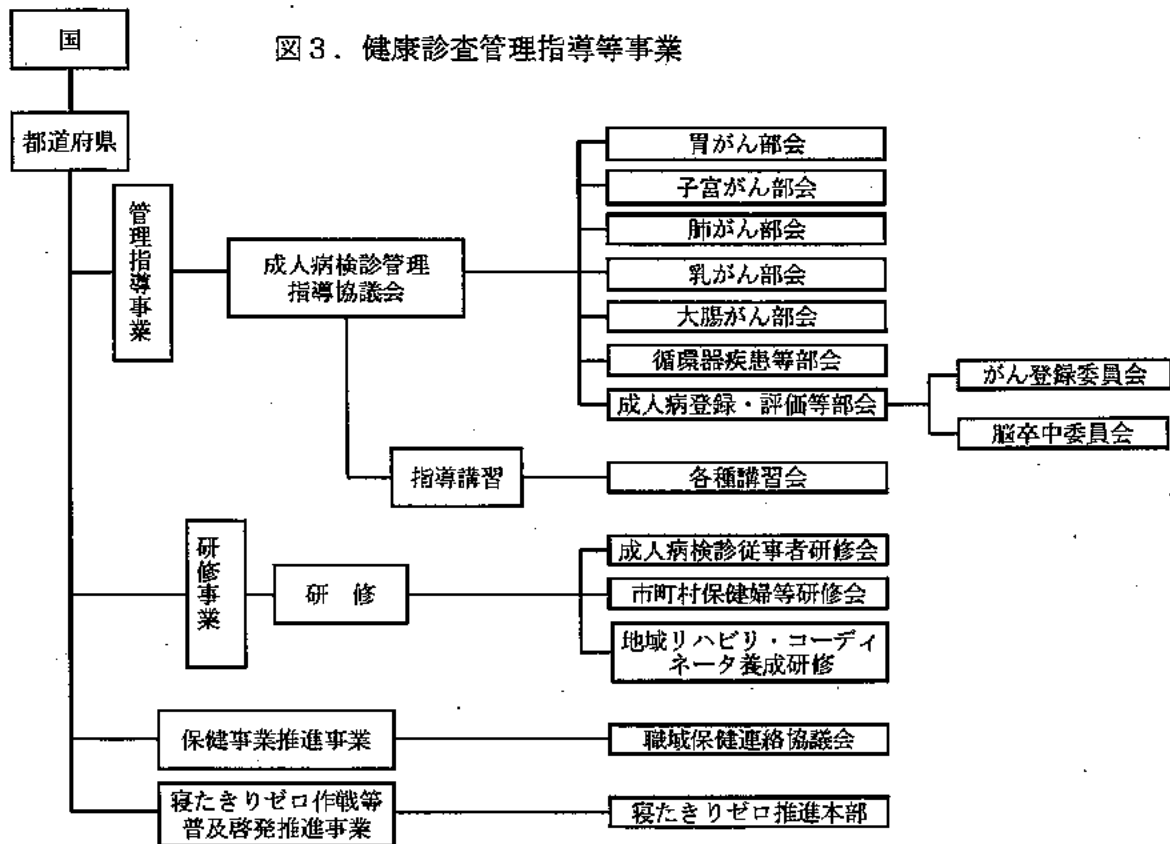 国
図3．健康診査管理指導等事業
都道府県
管理指導事業
成人病検診管理
指導協議会
胃がん部会
子宮がん部会
肺がん部会
乳がん部会
大腸がん部会
循環器疾患等部会
成人病登録・評価等部会
がん登録委員会
脳卒中委員会
指導講習
各種講習会
研修事業
研　修
成人病検診従事者研修会
市町村保健婦等研修会
地域リハビリ・コーディ
ネータ養成研修
保健事業推進事業
職域保健連絡協議会
寝たきりゼロ作戦等
普及啓発推進事業
寝たきりゼロ推進本部